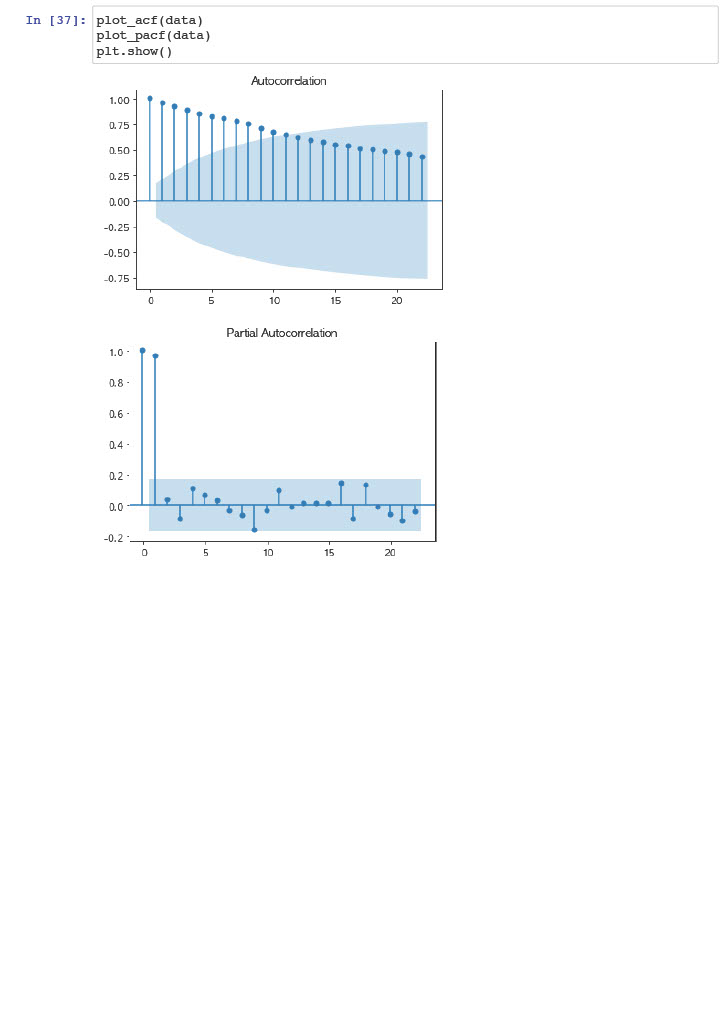 In [37]: plot_acf(data)
plot_pacf(data)
plt.show()
Autocorrelation
1.00
0.75
0.50
0.25
0.00
-0.25
-0.50
-0.75
0 5 10 15 20
Partial Autocorrelation
1.0
0.8
0.6
0.4
0.2
0.0
-0.2
0 5 10 15 20